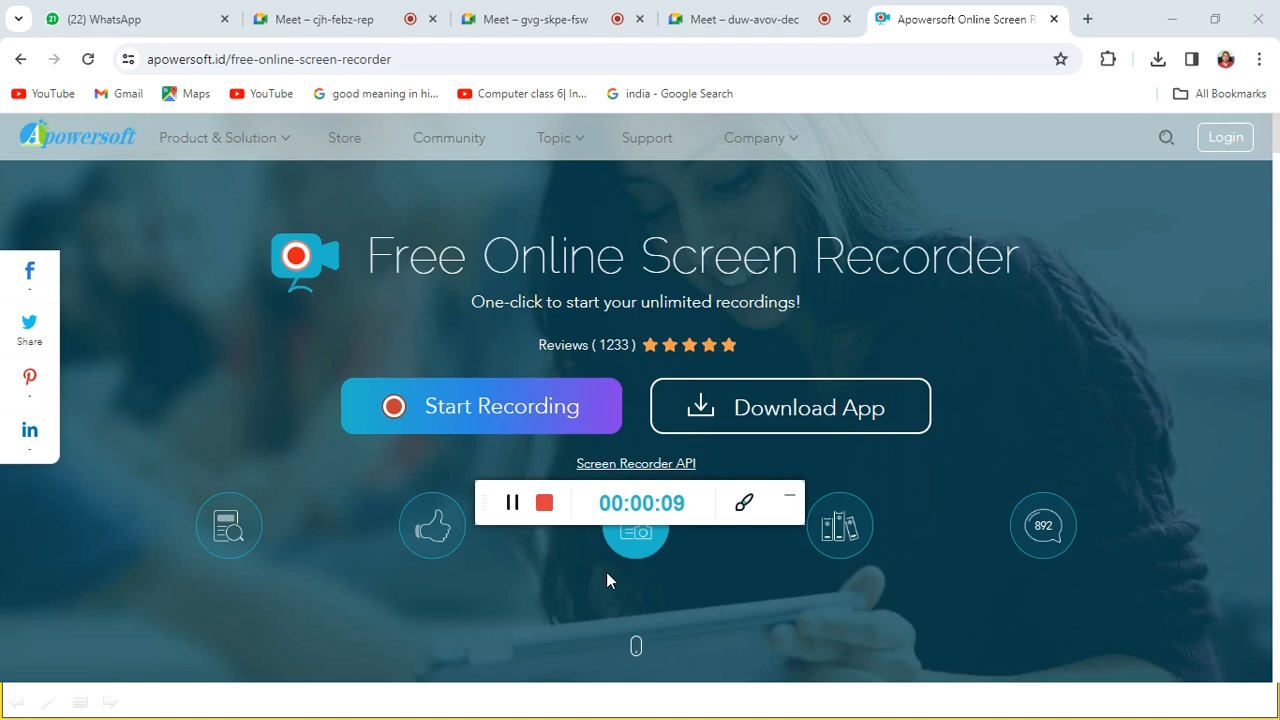 (22) WhatsApp
Meet – cjh-febz-rep
Meet – gvg-skpe-fsw
Meet – duw-avov-dec
Apowersoft Online Screen R
apowersoft.id/free-online-screen-recorder
YouTube
Gmail
Maps
YouTube
good meaning in hi...
Computer class 6| In...
india - Google Search
All Bookmarks
Apowersoft
Product & Solution
Store
Community
Topic
Support
Company
Login
Free Online Screen Recorder
One-click to start your unlimited recordings!
Reviews ( 1233 )
Start Recording
Download App
Screen Recorder API
Share
00:00:09
892